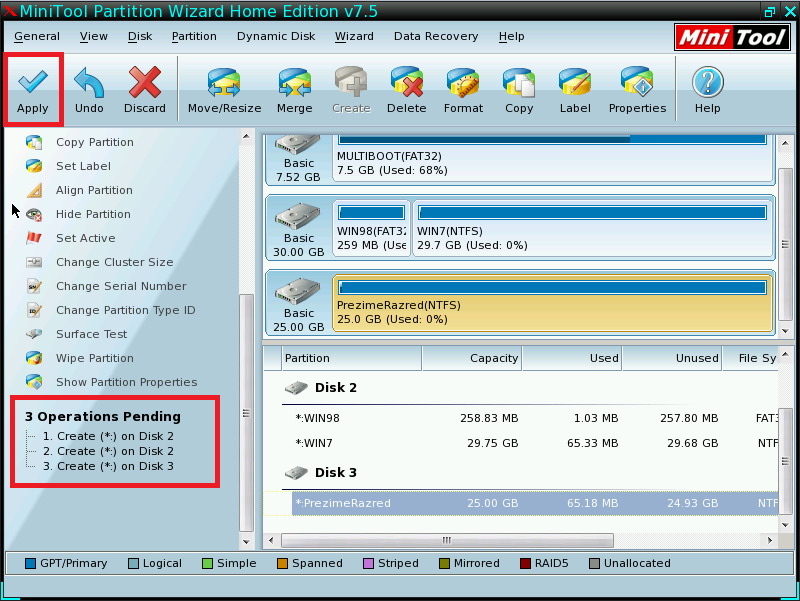 MiniTool Partition Wizard Home Edition v7.5
General View Disk Partition Dynamic Disk Wizard Data Recovery Help
Mini Tool
Apply Undo Discard Move/Resize Merge Create Delete Format Copy Label Properties Help
Copy Partition
Set Label
Align Partition
Hide Partition
Set Active
Change Cluster Size
Change Serial Number
Change Partition Type ID
Surface Test
Wipe Partition
Show Partition Properties
3 Operations Pending
1. Create (*:) on Disk 2
2. Create (*:) on Disk 2
3. Create (*:) on Disk 3
Basic
7.52 GB
MULTIBOOT(FAT32)
7.5 GB (Used: 68%)
Basic
30.00 GB
WIN98(FAT32
259 MB (Use
WIN7(NTFS)
29.7 GB (Used: 0%)
Basic
25.00 GB
PrezimeRazred(NTFS)
25.0 GB (Used: 0%)
Partition Capacity Used Unused File Sy
Disk 2
*:WIN98 258.83 MB 1.03 MB 257.80 MB FAT3
*:WIN7 29.75 GB 65.33 MB 29.68 GB NTF
Disk 3
*:PrezimeRazred 25.00 GB 65.18 MB 24.93 GB NTF
GPT/Primary Logical Simple Spanned Striped Mirrored RAID5 Unallocated